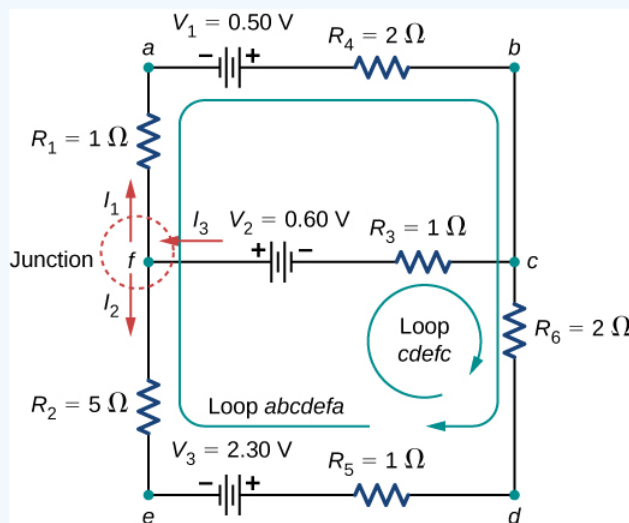 V₁ = 0.50 V
R₄ = 2 Ω
a
− +
b
R₁ = 1 Ω
I₁
I₃
V₂ = 0.60 V
R₃ = 1 Ω
Junction
f
+ −
c
I₂
Loop
cdefc
R₆ = 2 Ω
R₂ = 5 Ω
Loop abcdefa
V₃ = 2.30 V
R₅ = 1 Ω
− +
e
d